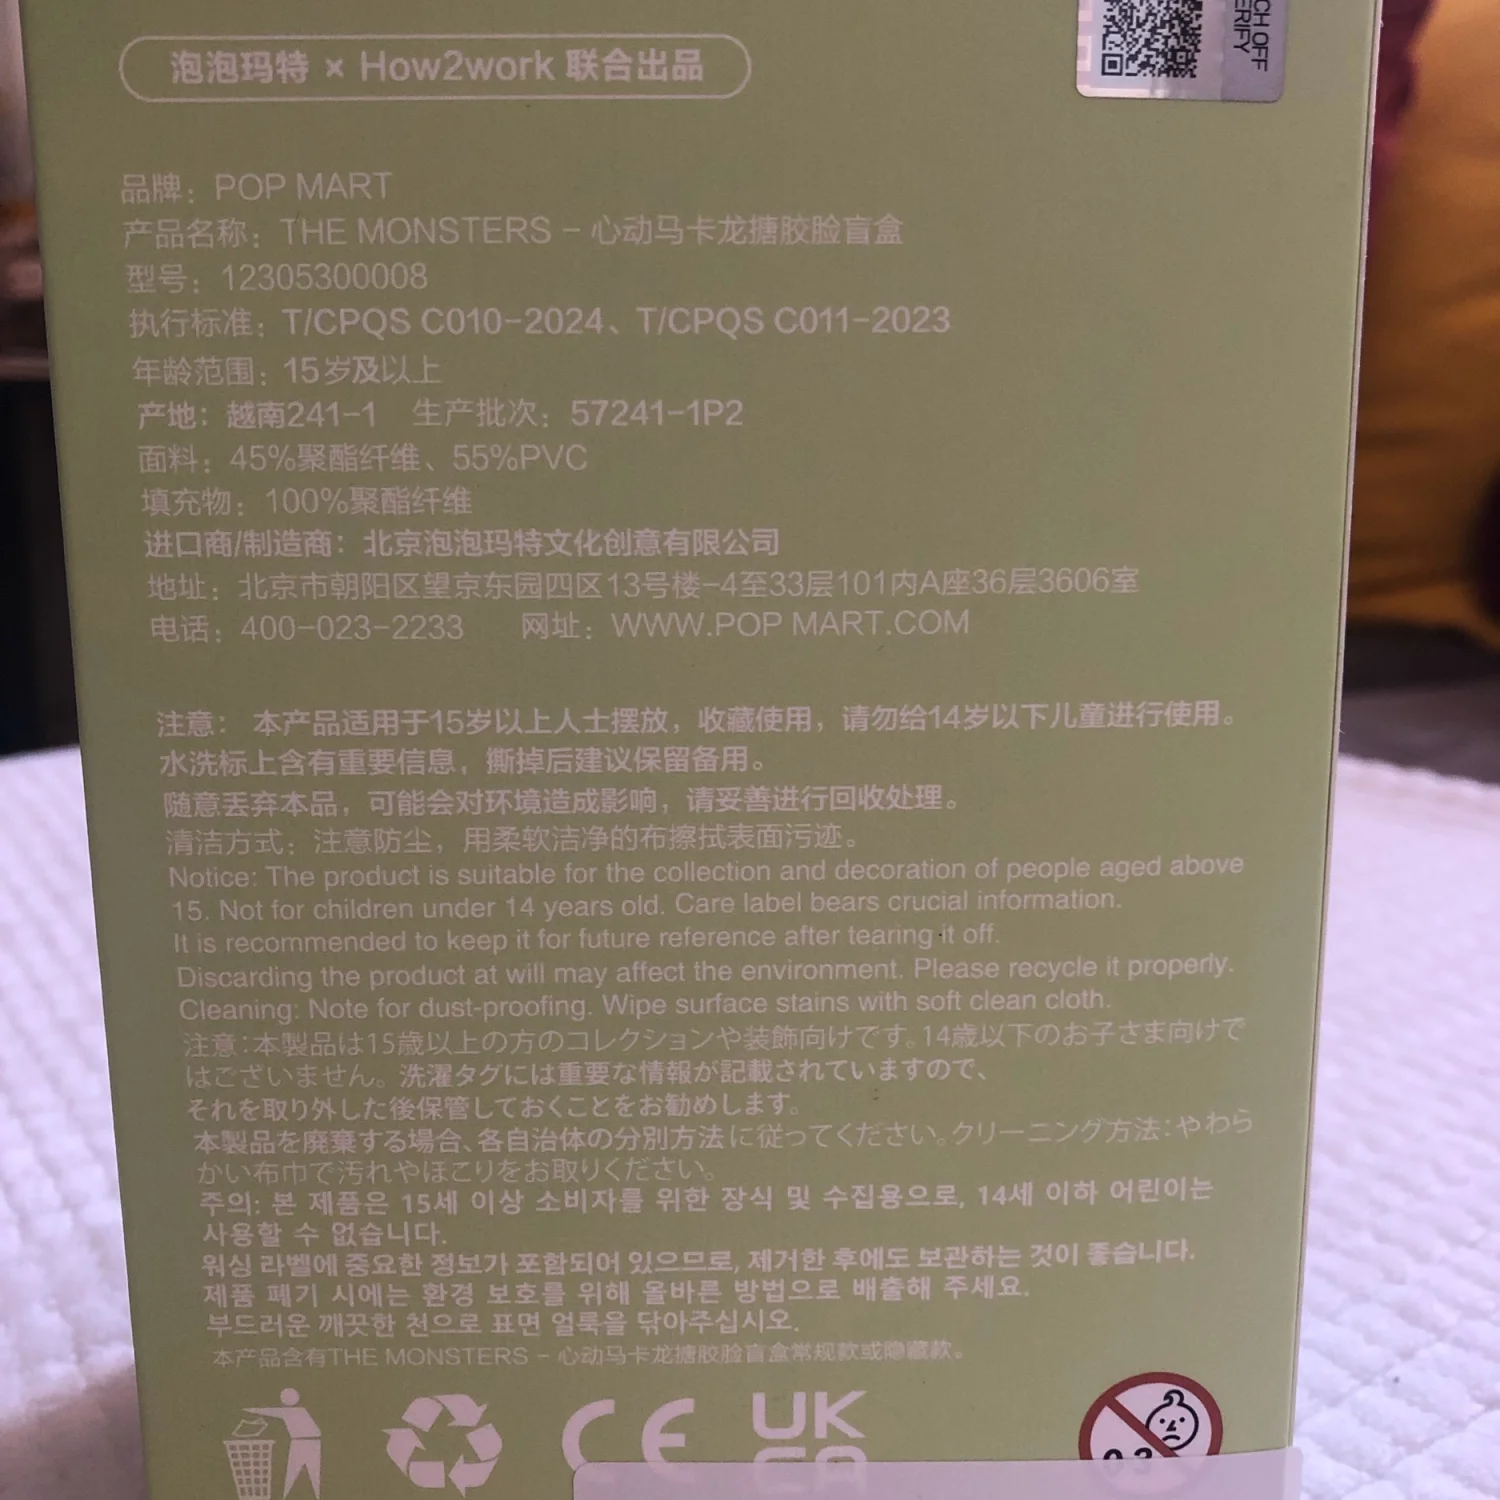 CH OFF
ERIFY
泡泡玛特 × How2work 联合出品
品牌：POP MART
产品名称：THE MONSTERS – 心动马卡龙搪胶脸盲盒
型号：12305300008
执行标准：T/CPQS C010-2024、T/CPQS C011-2023
年龄范围：15岁及以上
产地：越南241-1 生产批次：57241-1P2
面料：45%聚酯纤维、55%PVC
填充物：100%聚酯纤维
进口商/制造商：北京泡泡玛特文化创意有限公司
地址：北京市朝阳区望京东园四区13号楼-4至33层101内A座36层3606室
电话：400-023-2233 网址：WWW.POP MART.COM
注意：本产品适用于15岁以上人士摆放，收藏使用，请勿给14岁以下儿童进行使用。
水洗标上含有重要信息，撕掉后建议保留备用。
随意丢弃本品，可能会对环境造成影响，请妥善进行回收处理。
清洁方式：注意防尘，用柔软洁净的布擦拭表面污迹。
Notice: The product is suitable for the collection and decoration of people aged above
15. Not for children under 14 years old. Care label bears crucial information.
It is recommended to keep it for future reference after tearing it off.
Discarding the product at will may affect the environment. Please recycle it properly.
Cleaning: Note for dust-proofing. Wipe surface stains with soft clean cloth.
注意：本製品は15歳以上の方のコレクションや装飾向けです。14歳以下のお子さま向けで
はございません。洗濯タグには重要な情報が記載されていますので、
それを取り外した後保管しておくことをお勧めします。
本製品を廃棄する場合、各自治体の分別方法に従ってください。クリーニング方法：やわら
かい布巾で汚れやほこりをお取りください。
주의: 본 제품은 15세 이상 소비자를 위한 장식 및 수집용으로, 14세 이하 어린이는
사용할 수 없습니다.
워싱 라벨에 중요한 정보가 포함되어 있으므로, 제거한 후에도 보관하는 것이 좋습니다.
제품 폐기 시에는 환경 보호를 위해 올바른 방법으로 배출해 주세요.
부드러운 깨끗한 천으로 표면 얼룩을 닦아주십시오.
本产品含有THE MONSTERS – 心动马卡龙搪胶脸盲盒常规款或隐藏款。
CE UK
CA
0-3